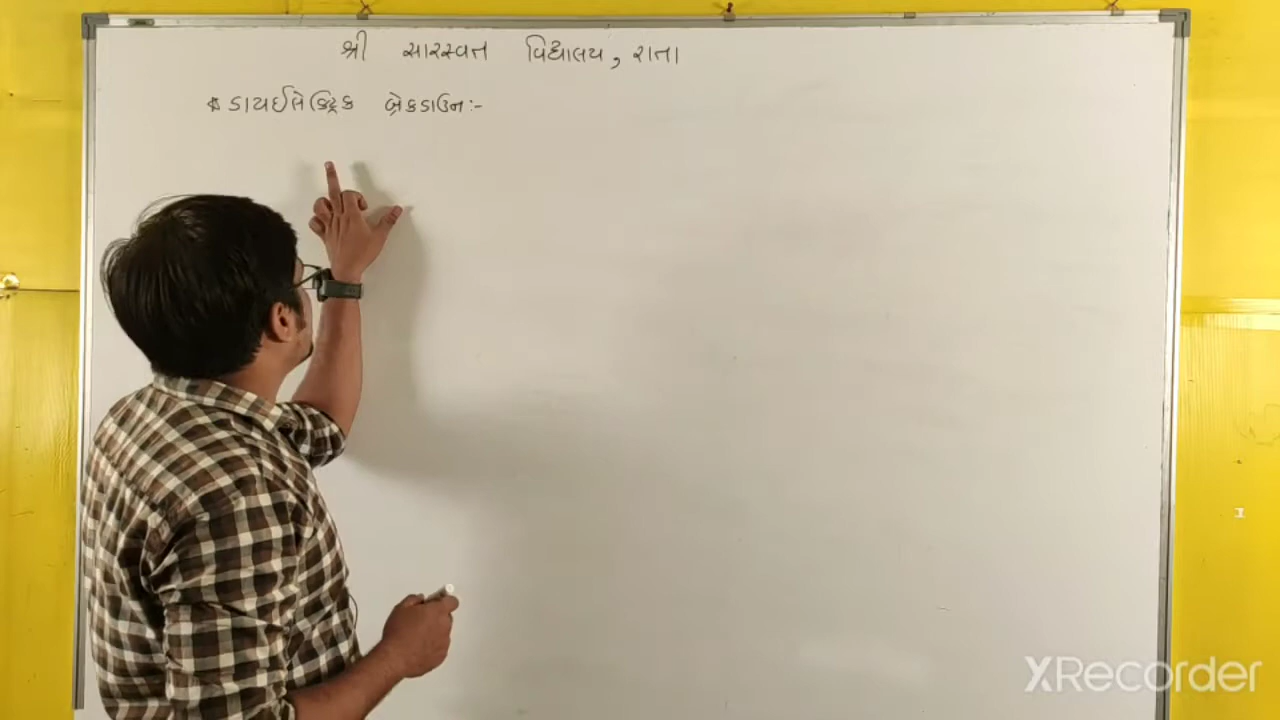 શ્રી સારસ્વત વિદ્યાલય, રાતા
* ડાયઈલેક્ટ્રિક બ્રેકડાઉન :-
XRecorder